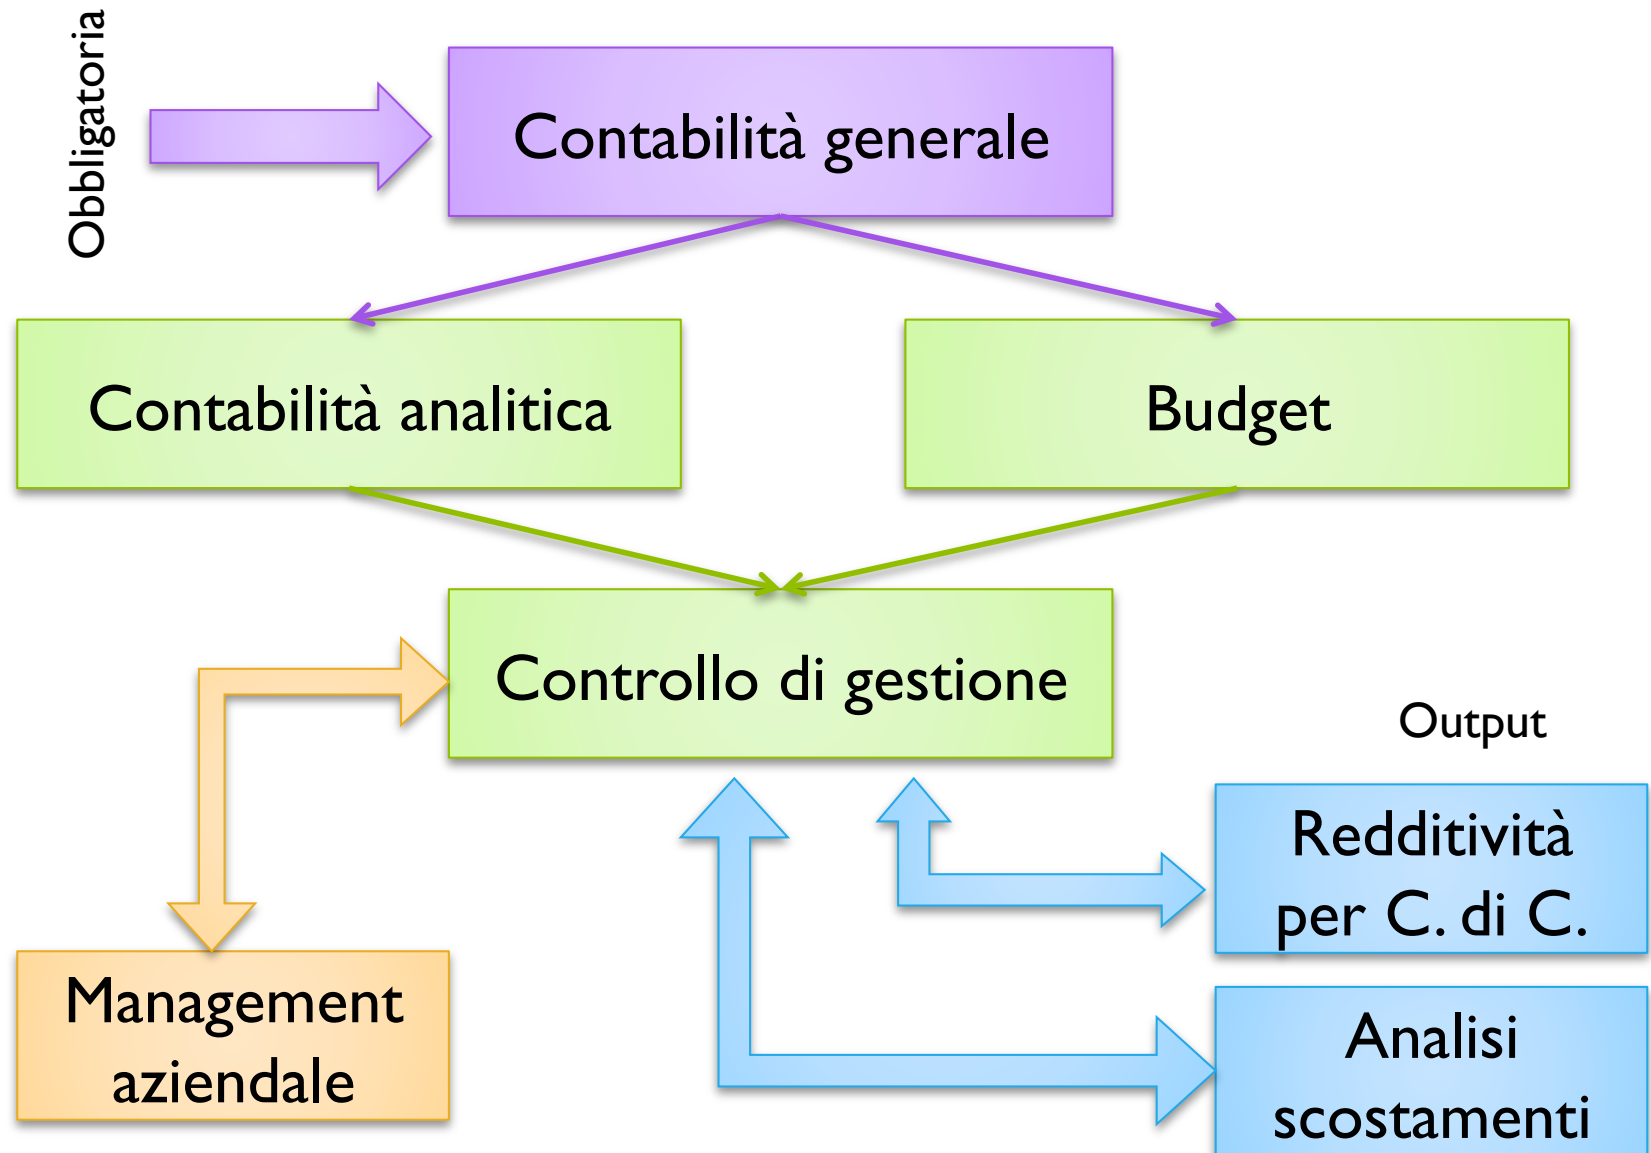 Obbligatoria
Contabilità generale
Contabilità analitica
Budget
Controllo di gestione
Output
Redditività
per C. di C.
Management
aziendale
Analisi
scostamenti